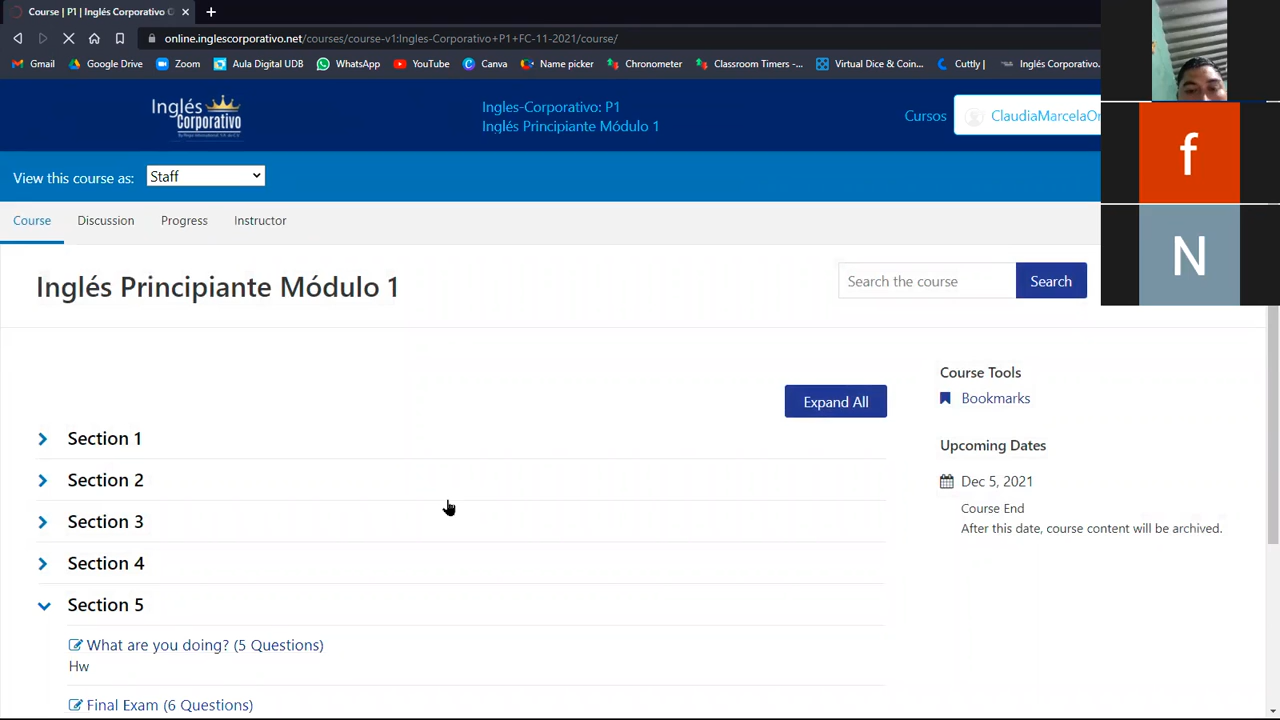 Course | P1 | Inglés Corporativo C
online.inglescorporativo.net/courses/course-v1:Ingles-Corporativo+P1+FC-11-2021/course/
Gmail Google Drive Zoom Aula Digital UDB WhatsApp YouTube Canva Name picker Chronometer Classroom Timers -... Virtual Dice & Coin... Cuttly | Inglés Corporativo.
Inglés
Corporativo
Ingles-Corporativo: P1
Inglés Principiante Módulo 1
Cursos
ClaudiaMarcelaOr
View this course as: Staff
Course Discussion Progress Instructor
Inglés Principiante Módulo 1
Search the course
Search
Expand All
Section 1
Section 2
Section 3
Section 4
Section 5
What are you doing? (5 Questions)
Hw
Final Exam (6 Questions)
Course Tools
Bookmarks
Upcoming Dates
Dec 5, 2021
Course End
After this date, course content will be archived.
f
N